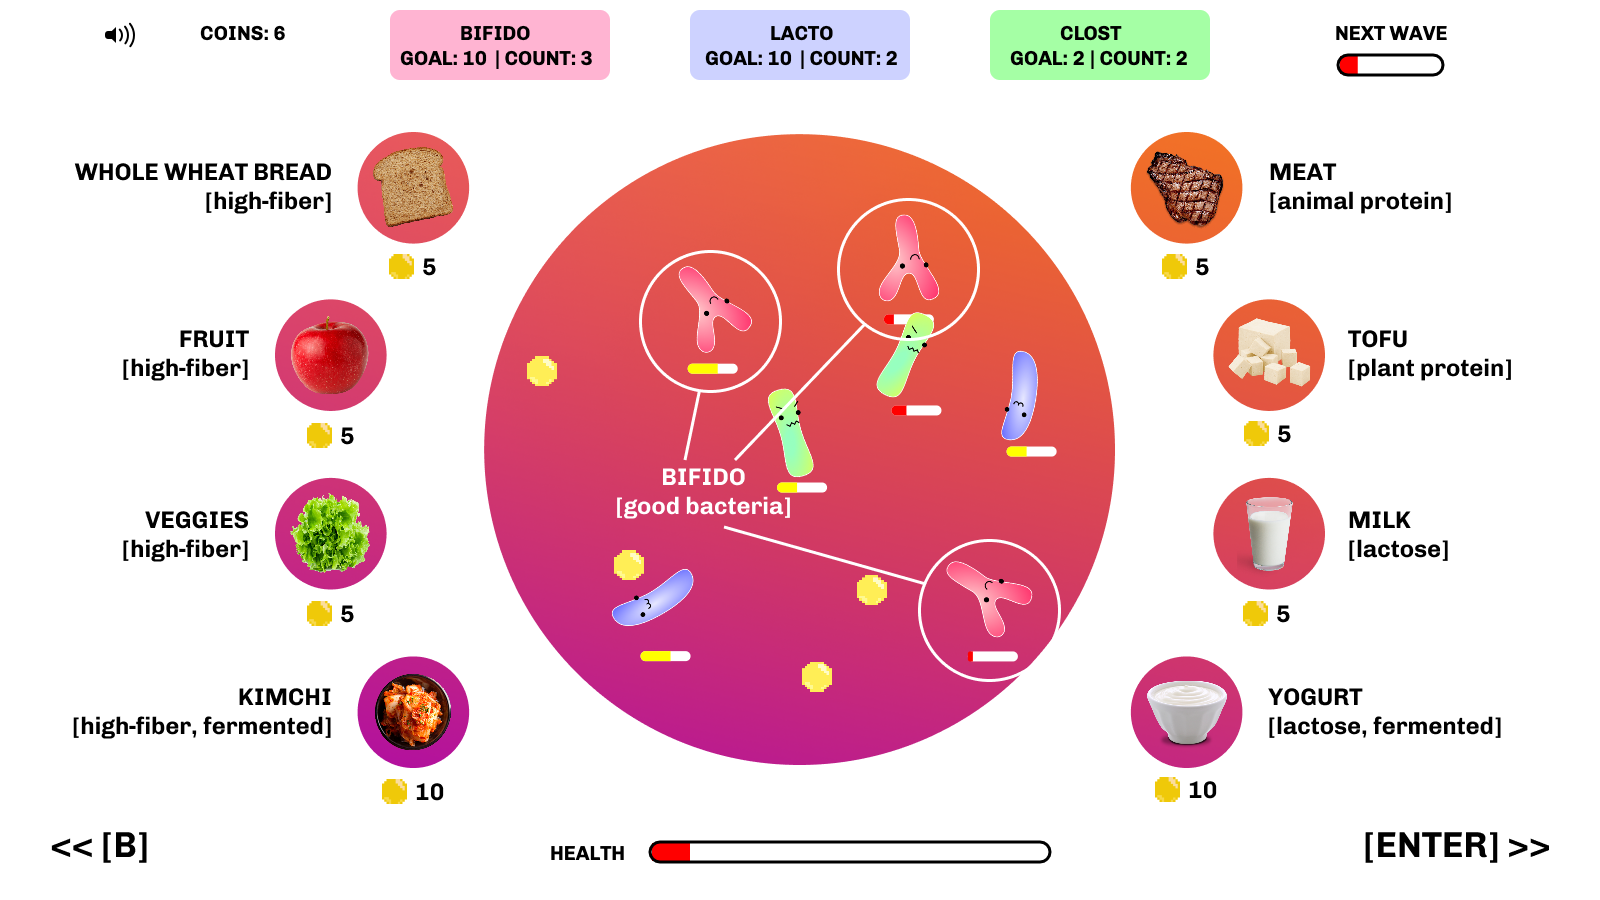 COINS: 6
BIFIDO
GOAL: 10 | COUNT: 3
LACTO
GOAL: 10 | COUNT: 2
CLOST
GOAL: 2 | COUNT: 2
NEXT WAVE
WHOLE WHEAT BREAD
[high-fiber]
5
FRUIT
[high-fiber]
5
VEGGIES
[high-fiber]
5
KIMCHI
[high-fiber, fermented]
10
BIFIDO
[good bacteria]
MEAT
[animal protein]
5
TOFU
[plant protein]
5
MILK
[lactose]
5
YOGURT
[lactose, fermented]
10
<< [B]
HEALTH
[ENTER] >>